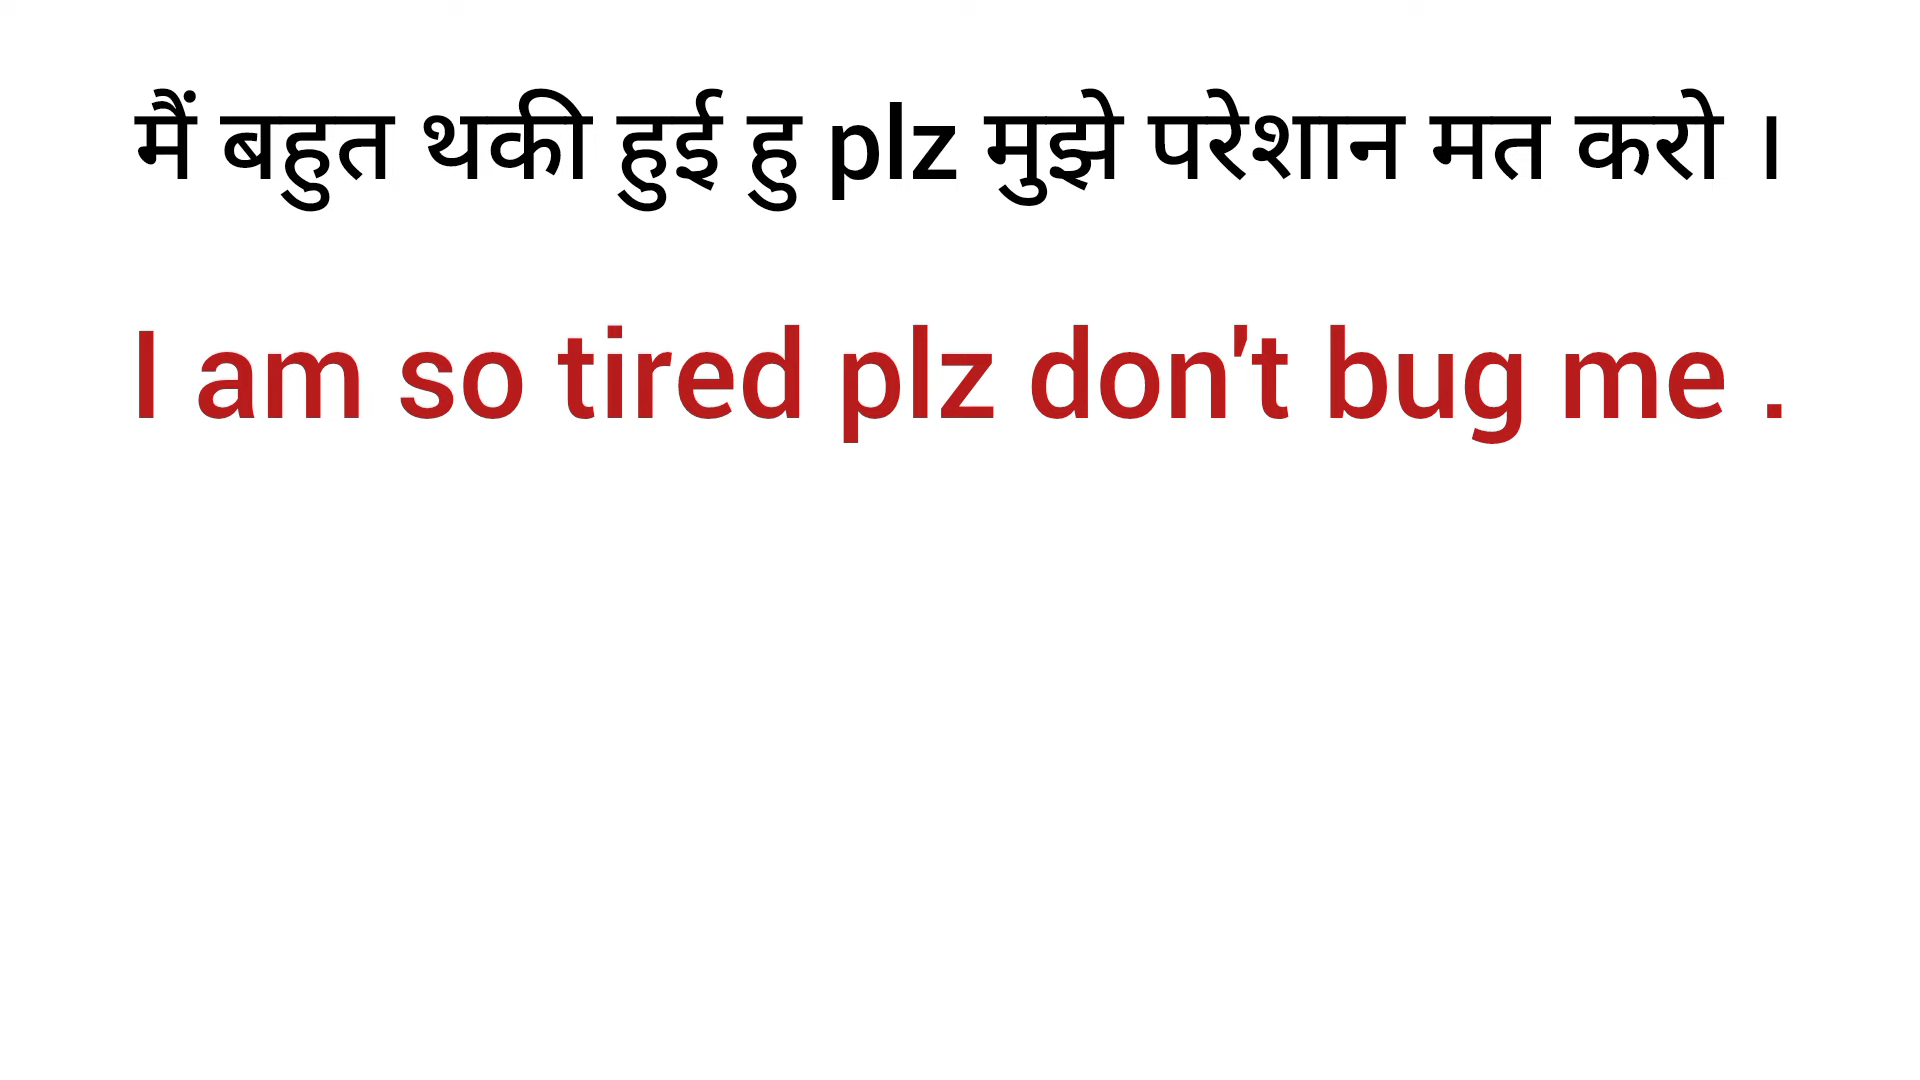 मैं बहुत थकी हुई हु plz मुझे परेशान मत करो ।
I am so tired plz don't bug me .